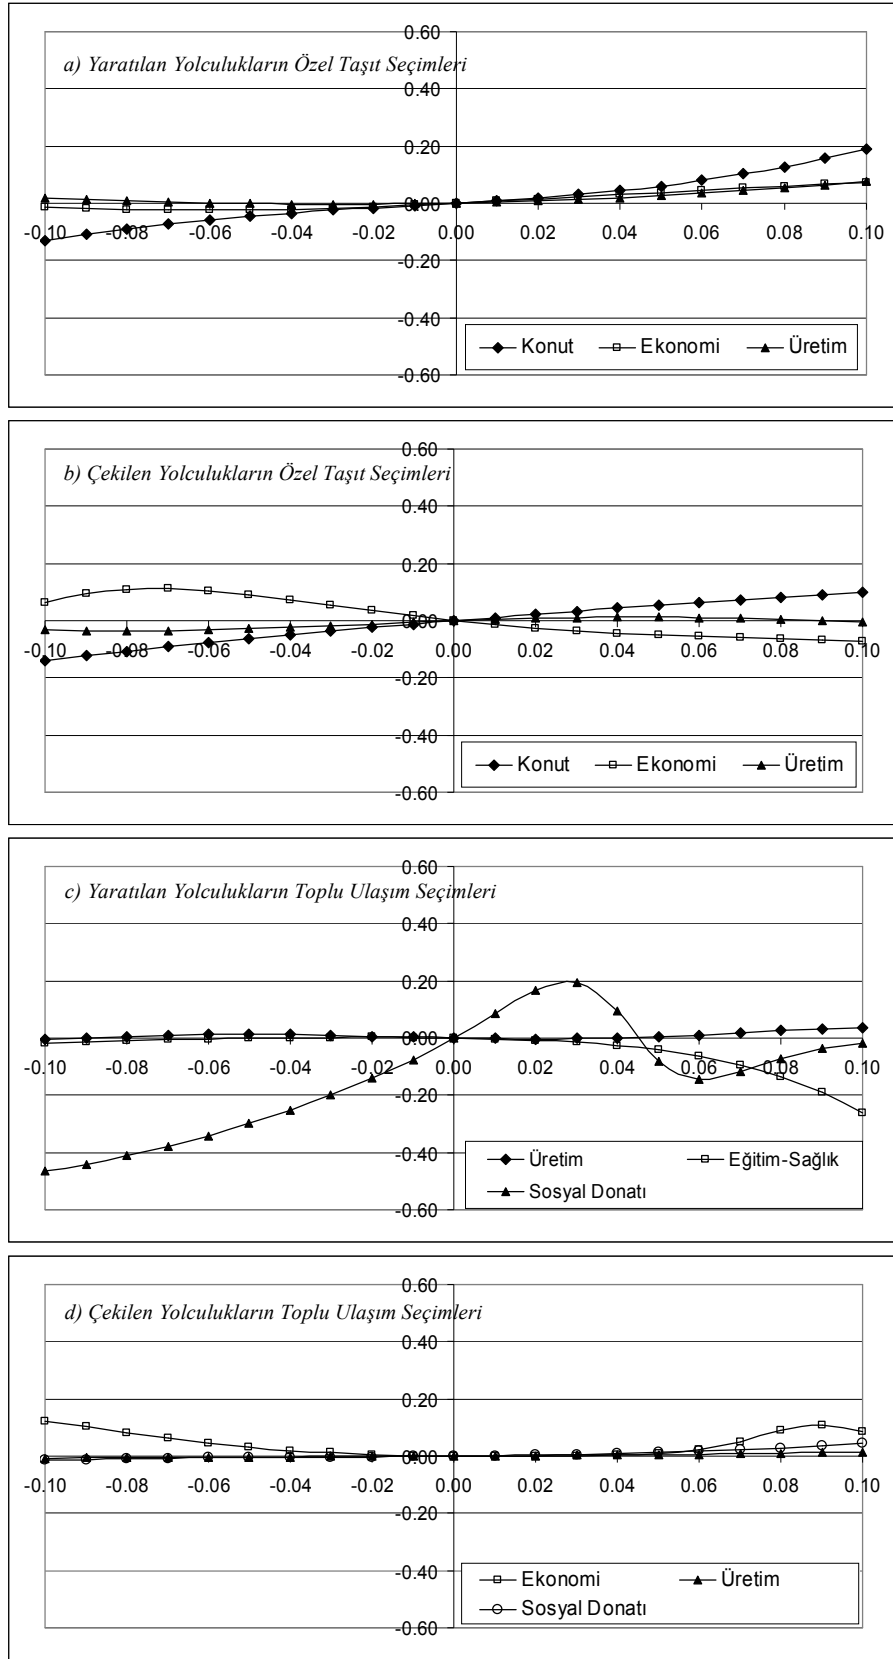 0.60
a) Yaratılan Yolculukların Özel Taşıt Seçimleri
0.40
0.20
0.00
-0.10 -0.08 -0.06 -0.04 -0.02 0.00 0.02 0.04 0.06 0.08 0.10
-0.20
-0.40
Konut Ekonomi Üretim
-0.60
0.60
b) Çekilen Yolculukların Özel Taşıt Seçimleri
0.40
0.20
0.00
-0.10 -0.08 -0.06 -0.04 -0.02 0.00 0.02 0.04 0.06 0.08 0.10
-0.20
-0.40
Konut Ekonomi Üretim
-0.60
0.60
c) Yaratılan Yolculukların Toplu Ulaşım Seçimleri
0.40
0.20
0.00
-0.10 -0.08 -0.06 -0.04 -0.02 0.00 0.02 0.04 0.06 0.08 0.10
-0.20
-0.40
Üretim Eğitim-Sağlık
Sosyal Donatı
-0.60
0.60
d) Çekilen Yolculukların Toplu Ulaşım Seçimleri
0.40
0.20
0.00
-0.10 -0.08 -0.06 -0.04 -0.02 0.00 0.02 0.04 0.06 0.08 0.10
-0.20
-0.40
Ekonomi Üretim
Sosyal Donatı
-0.60